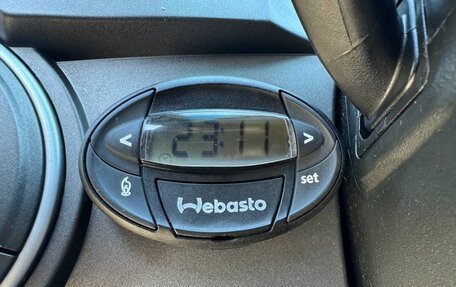 <
23:11
>
set
Webasto